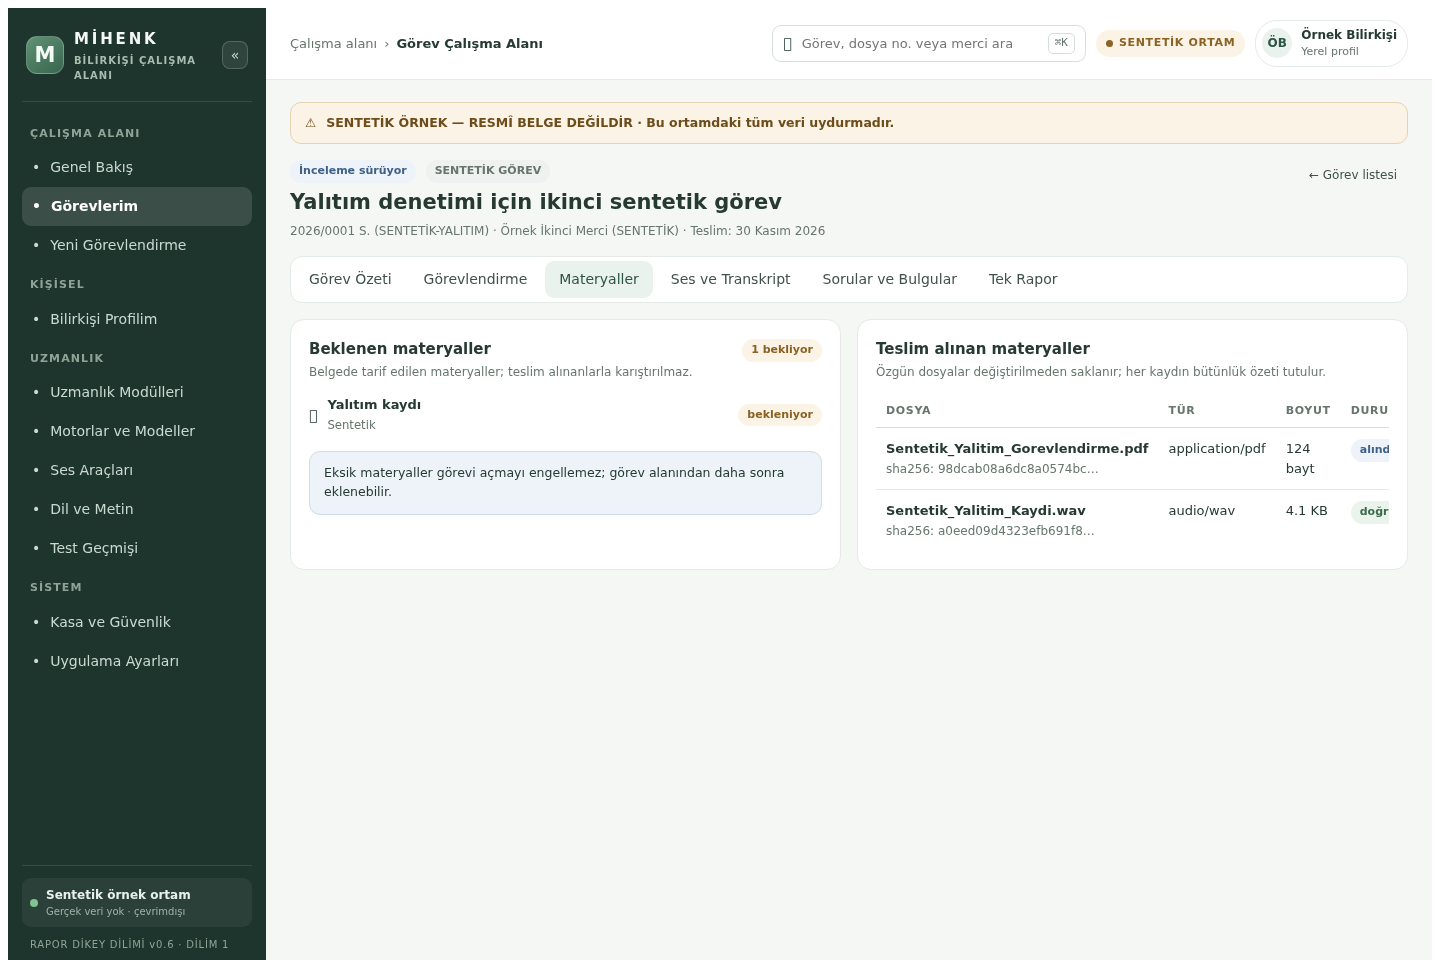 M
MİHENK
BİLİRKİŞİ ÇALIŞMA
ALANI
«
ÇALIŞMA ALANI
• Genel Bakış
• Görevlerim
• Yeni Görevlendirme
KİŞİSEL
• Bilirkişi Profilim
UZMANLIK
• Uzmanlık Modülleri
• Motorlar ve Modeller
• Ses Araçları
• Dil ve Metin
• Test Geçmişi
SİSTEM
• Kasa ve Güvenlik
• Uygulama Ayarları
Sentetik örnek ortam
Gerçek veri yok · çevrimdışı
RAPOR DİKEY DİLİMİ v0.6 · DİLİM 1
Çalışma alanı › Görev Çalışma Alanı
Görev, dosya no. veya merci ara ⌘K
SENTETİK ORTAM
ÖB
Örnek Bilirkişi
Yerel profil
⚠ SENTETİK ÖRNEK — RESMÎ BELGE DEĞİLDİR · Bu ortamdaki tüm veri uydurmadır.
İnceleme sürüyor SENTETİK GÖREV
← Görev listesi
Yalıtım denetimi için ikinci sentetik görev
2026/0001 S. (SENTETİK-YALITIM) · Örnek İkinci Merci (SENTETİK) · Teslim: 30 Kasım 2026
Görev Özeti Görevlendirme Materyaller Ses ve Transkript Sorular ve Bulgular Tek Rapor
Beklenen materyaller
1 bekliyor
Belgede tarif edilen materyaller; teslim alınanlarla karıştırılmaz.
Yalıtım kaydı
Sentetik
bekleniyor
Eksik materyaller görevi açmayı engellemez; görev alanından daha sonra
eklenebilir.
Teslim alınan materyaller
Özgün dosyalar değiştirilmeden saklanır; her kaydın bütünlük özeti tutulur.
DOSYA TÜR BOYUT DURU
Sentetik_Yalitim_Gorevlendirme.pdf application/pdf 124 bayt alınd
sha256: 98dcab08a6dc8a0574bc…
Sentetik_Yalitim_Kaydi.wav audio/wav 4.1 KB doğr
sha256: a0eed09d4323efb691f8…